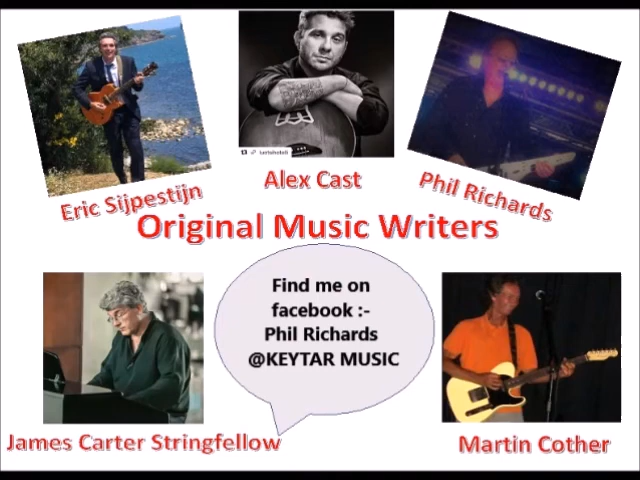 Eric Sijpestijn
Alex Cast
Phil Richards
Original Music Writers
Find me on
facebook :-
Phil Richards
@KEYTAR MUSIC
James Carter Stringfellow
Martin Cother